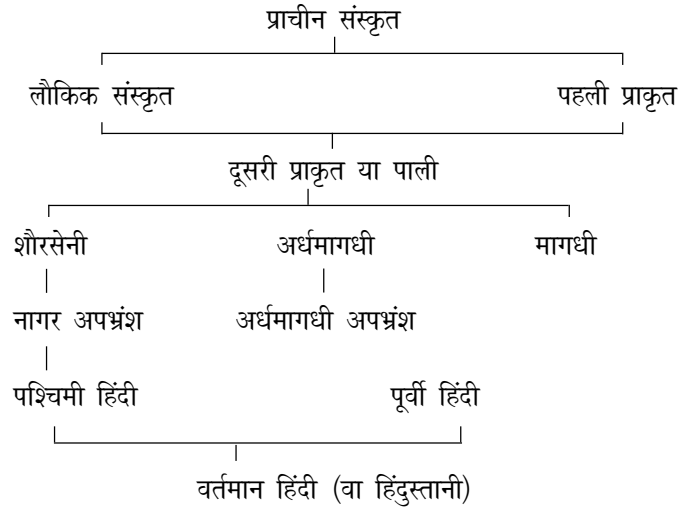 प्राचीन संस्कृत
लौकिक संस्कृत पहली प्राकृत
दूसरी प्राकृत या पाली
शौरसेनी अर्धमागधी मागधी
नागर अपभ्रंश अर्धमागधी अपभ्रंश
पश्चिमी हिंदी पूर्वी हिंदी
वर्तमान हिंदी (वा हिंदुस्तानी)